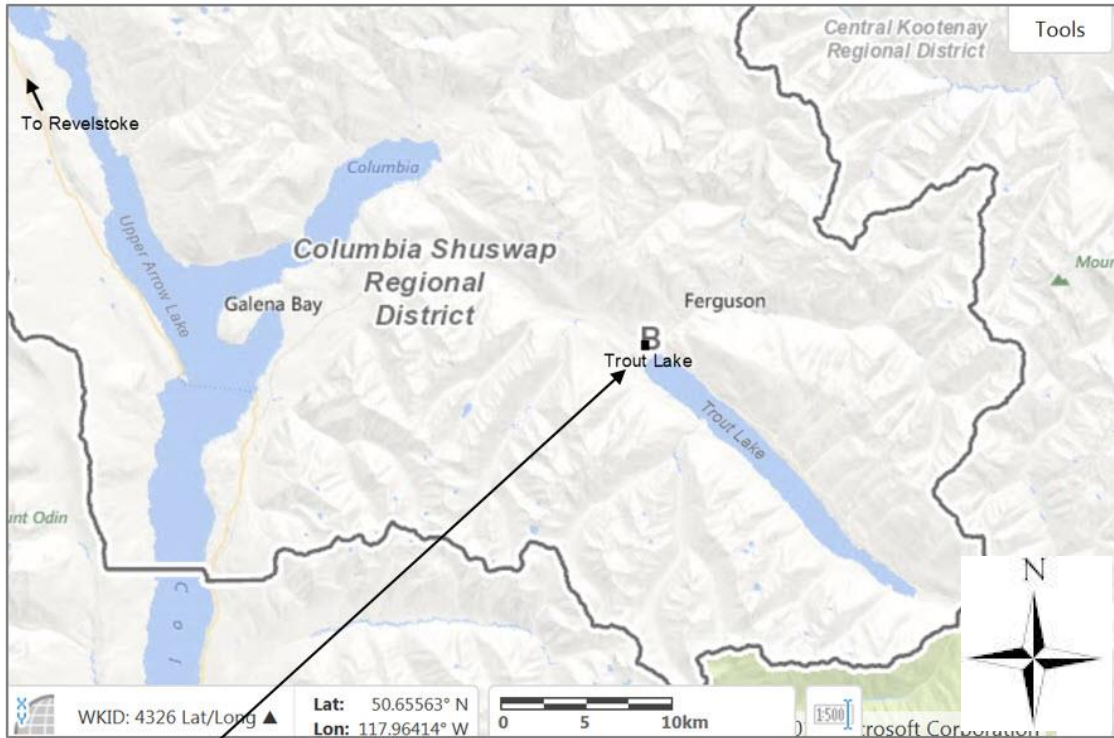 Central Kootenay
Regional District
Tools
To Revelstoke
Columbia
Upper Arrow Lake
Columbia Shuswap
Regional
District
Galena Bay
Ferguson
Moun
B
Trout Lake
Trout Lake
unt Odin
C o l
N
X Y
WKID: 4326 Lat/Long ▲
Lat: 50.65563° N
Lon: 117.96414° W
0 5 10km
1:500
crosoft Corporation